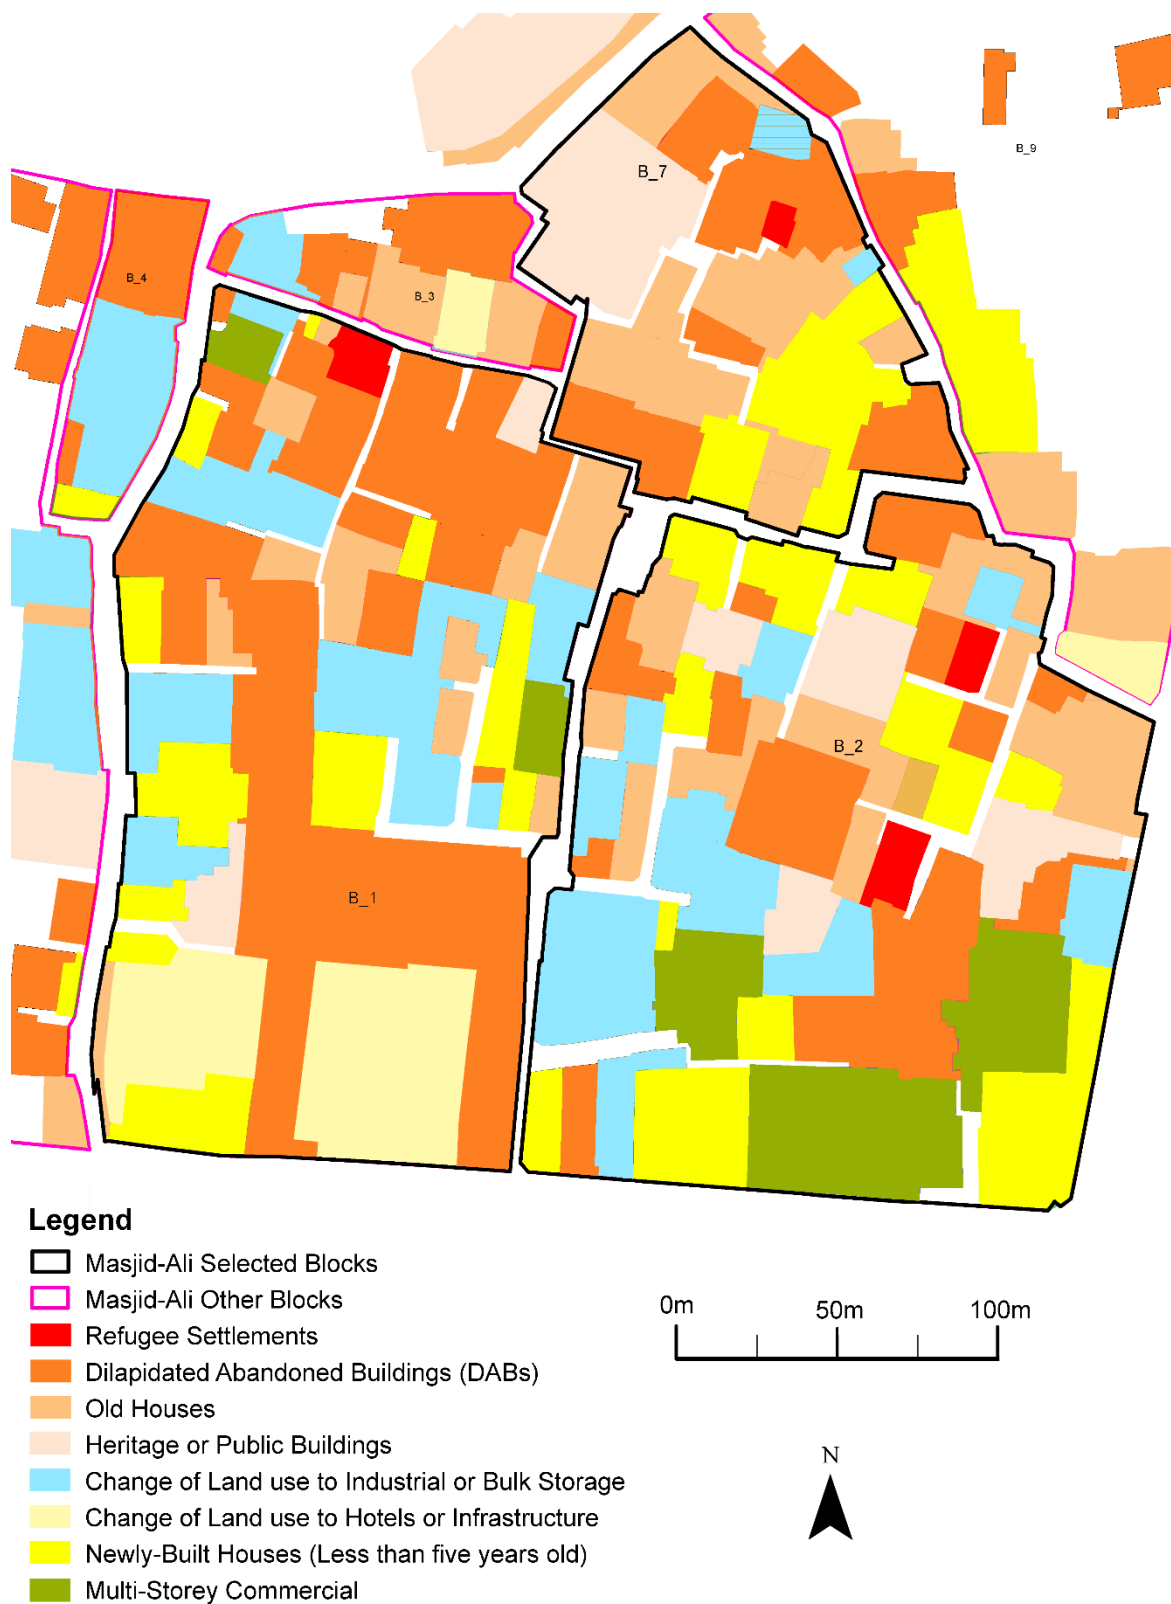 B_9
B_7
B_4
B_3
B_2
B_1
Legend
Masjid-Ali Selected Blocks
Masjid-Ali Other Blocks
Refugee Settlements
Dilapidated Abandoned Buildings (DABs)
Old Houses
Heritage or Public Buildings
Change of Land use to Industrial or Bulk Storage
Change of Land use to Hotels or Infrastructure
Newly-Built Houses (Less than five years old)
Multi-Storey Commercial
0m 50m 100m
N